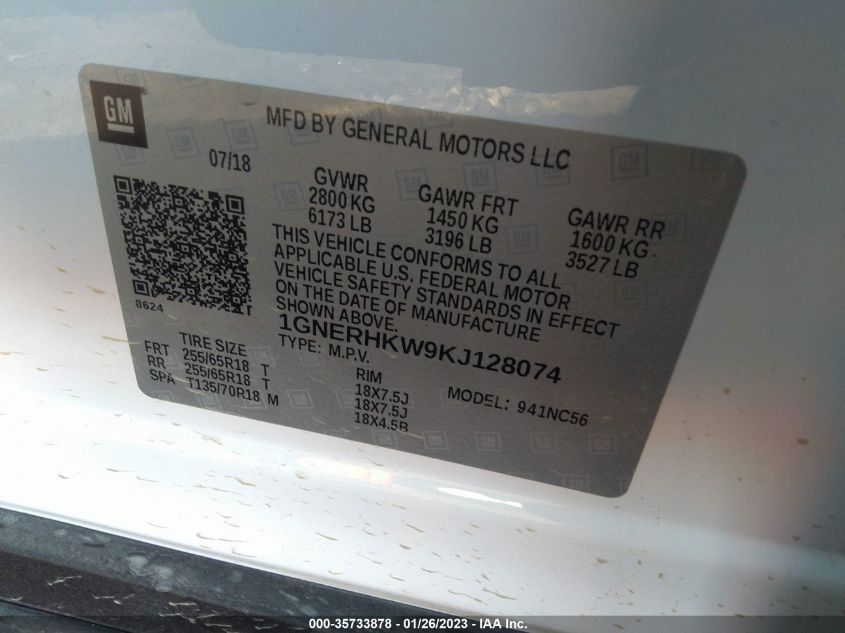 GM
MFD BY GENERAL MOTORS LLC
07/18
GVWR
2800 KG
6173 LB
GAWR FRT
1450 KG
3196 LB
GAWR RR
1600 KG
3527 LB
THIS VEHICLE CONFORMS TO ALL
APPLICABLE U.S. FEDERAL MOTOR
VEHICLE SAFETY STANDARDS IN EFFECT
ON THE DATE OF MANUFACTURE
SHOWN ABOVE.
8624
T
1GNERHKW9KJ128074
TYPE: M.P.V.
MODEL: 941NC56
TIRE SIZE
RIM
FRT 255/65R18 T 18X7.5J
RR 255/65R18 T 18X7.5J
SPA T135/70R18 M 18X4.5B
000-35733878 - 01/26/2023 - IAA Inc.